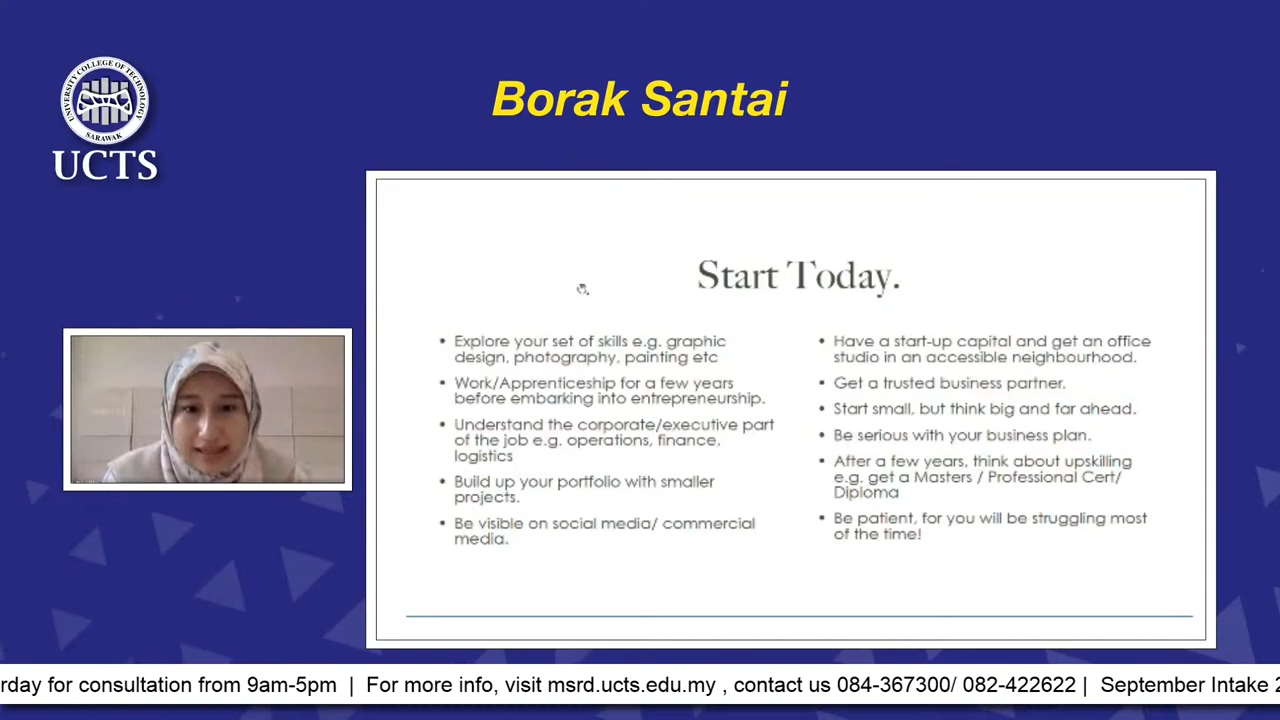 UNIVERSITY COLLEGE OF TECHNOLOGY
SARAWAK
UCTS
Borak Santai
Start Today.
• Explore your set of skills e.g. graphic
design, photography, painting etc
• Work/Apprenticeship for a few years
before embarking into entrepreneurship.
• Understand the corporate/executive part
of the job e.g. operations, finance,
logistics
• Build up your portfolio with smaller
projects.
• Be visible on social media/ commercial
media.
• Have a start-up capital and get an office
studio in an accessible neighbourhood.
• Get a trusted business partner.
• Start small, but think big and far ahead.
• Be serious with your business plan.
• After a few years, think about upskilling
e.g. get a Masters / Professional Cert/
Diploma
• Be patient, for you will be struggling most
of the time!
rday for consultation from 9am-5pm | For more info, visit msrd.ucts.edu.my , contact us 084-367300/ 082-422622 | September Intake 2